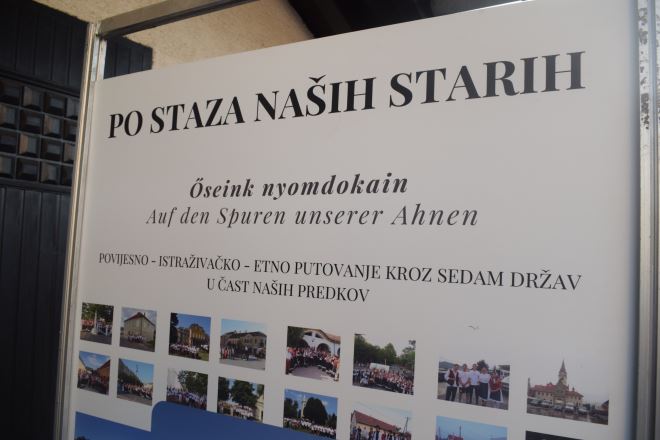 PO STAZA NAŠIH STARIH
Őseink nyomdokain
Auf den Spuren unserer Ahnen
POVIJESNO - ISTRAŽIVAČKO - ETNO PUTOVANJE KROZ SEDAM DRŽAV
U ČAST NAŠIH PREDKOV